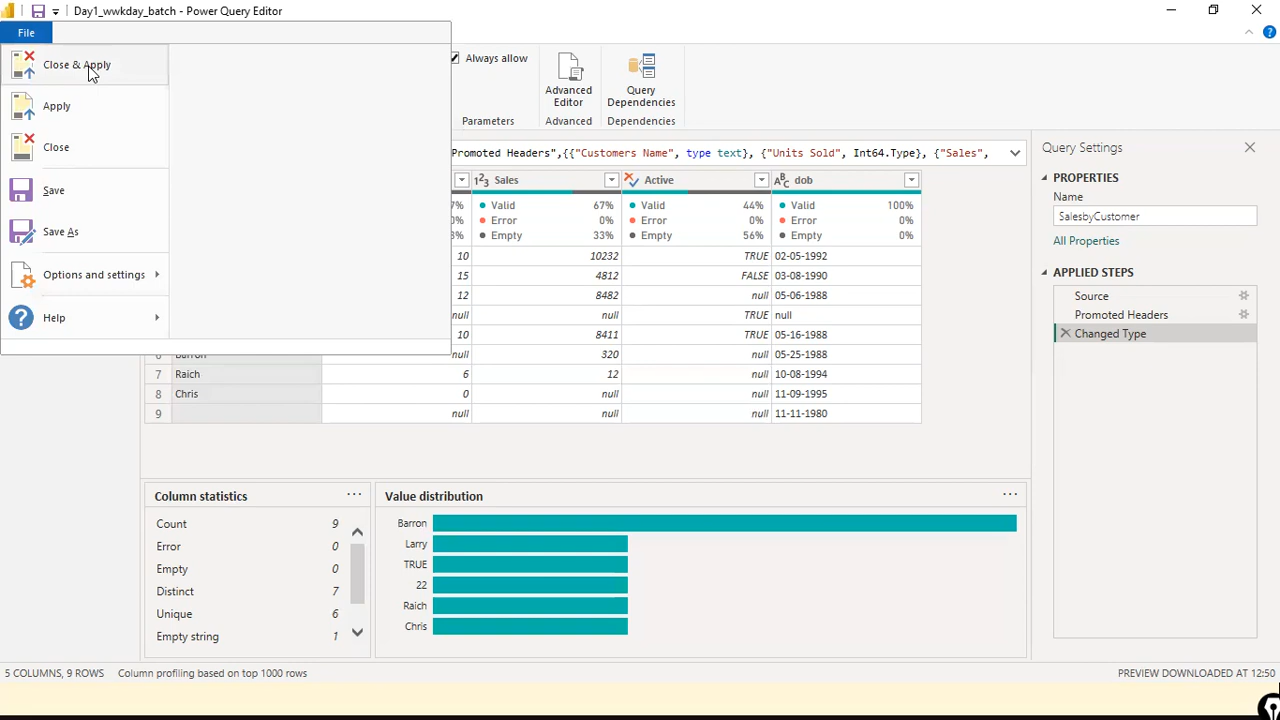 Day1_wwkday_batch - Power Query Editor
File
Close & Apply
Apply
Close
Save
Save As
Options and settings
Help
Always allow
Parameters
Advanced Editor
Advanced
Query Dependencies
Dependencies
Promoted Headers",{{"Customers Name", type text}, {"Units Sold", Int64.Type}, {"Sales",
1²3 Sales Active ABC dob
7% Valid 67% Valid 44% Valid 100%
0% Error 0% Error 0% Error 0%
3% Empty 33% Empty 56% Empty 0%
10 10232 TRUE 02-05-1992
15 4812 FALSE 03-08-1990
12 8482 null 05-06-1988
null null TRUE null
10 8411 TRUE 05-16-1988
6 Barron null 320 null 05-25-1988
7 Raich 6 12 null 10-08-1994
8 Chris 0 null null 11-09-1995
9 null null null 11-11-1980
Query Settings
PROPERTIES
Name
SalesbyCustomer
All Properties
APPLIED STEPS
Source
Promoted Headers
Changed Type
Column statistics
Count 9
Error 0
Empty 0
Distinct 7
Unique 6
Empty string 1
Value distribution
Barron
Larry
TRUE
22
Raich
Chris
5 COLUMNS, 9 ROWS Column profiling based on top 1000 rows PREVIEW DOWNLOADED AT 12:50